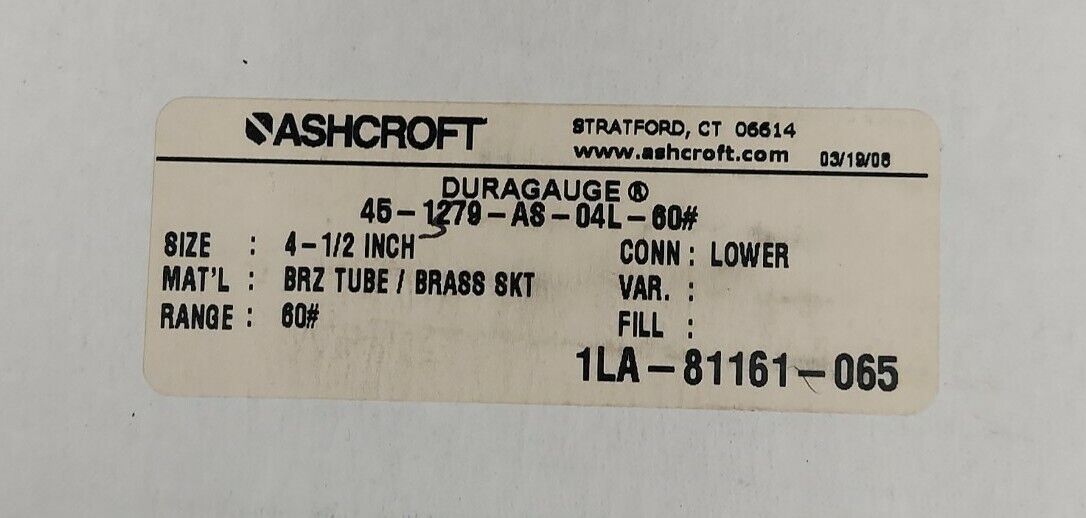 ASHCROFT STRATFORD, CT 06614
www.ashcroft.com 03/19/08
DURAGAUGE®
45-1279-AS-04L-60#
SIZE : 4-1/2 INCH CONN : LOWER
MAT'L : BRZ TUBE / BRASS SKT VAR. :
RANGE : 60# FILL :
1LA-81161-065